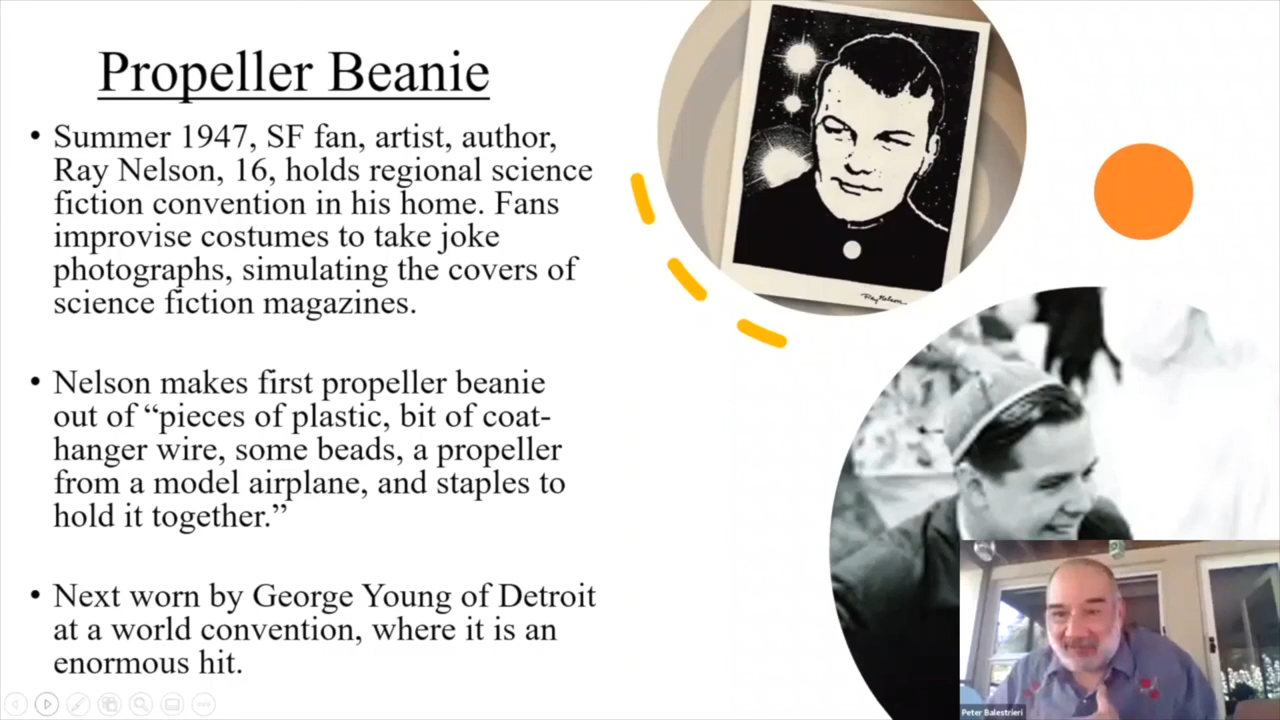 Propeller Beanie
• Summer 1947, SF fan, artist, author,
Ray Nelson, 16, holds regional science
fiction convention in his home. Fans
improvise costumes to take joke
photographs, simulating the covers of
science fiction magazines.
• Nelson makes first propeller beanie
out of “pieces of plastic, bit of coat-
hanger wire, some beads, a propeller
from a model airplane, and staples to
hold it together.”
• Next worn by George Young of Detroit
at a world convention, where it is an
enormous hit.
Ray Nelson
Peter Balestrieri